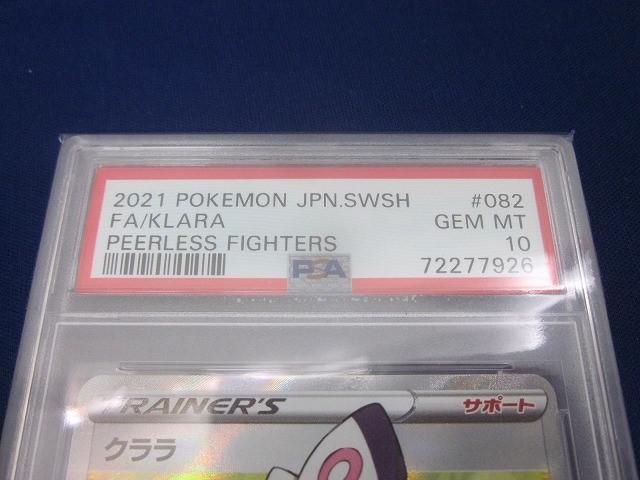 2021 POKEMON JPN.SWSH #082
FA/KLARA GEM MT
PEERLESS FIGHTERS 10
PSA 72277926
TRAINER'S サポート
クララ